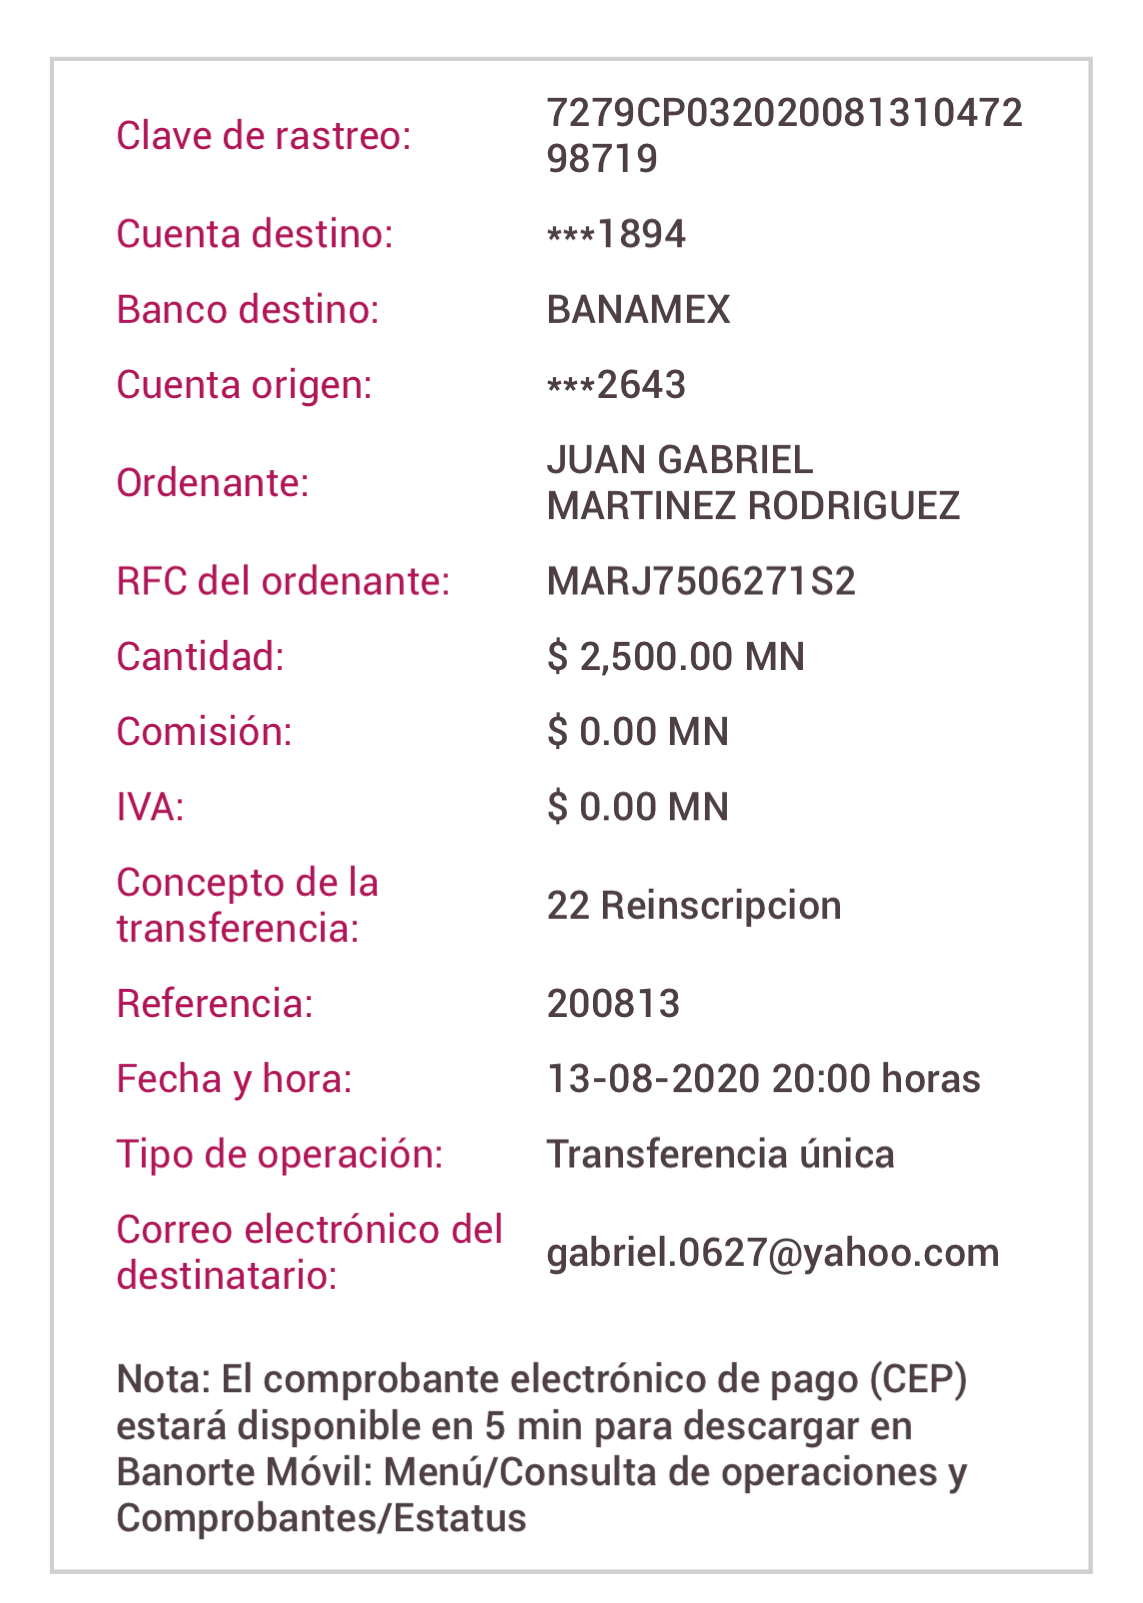 Clave de rastreo:
7279CP032020081310472
98719
Cuenta destino:
***1894
Banco destino:
BANAMEX
Cuenta origen:
***2643
Ordenante:
JUAN GABRIEL
MARTINEZ RODRIGUEZ
RFC del ordenante:
MARJ7506271S2
Cantidad:
$ 2,500.00 MN
Comisión:
$ 0.00 MN
IVA:
$ 0.00 MN
Concepto de la
transferencia:
22 Reinscripcion
Referencia:
200813
Fecha y hora:
13-08-2020 20:00 horas
Tipo de operación:
Transferencia única
Correo electrónico del
destinatario:
gabriel.0627@yahoo.com
Nota: El comprobante electrónico de pago (CEP)
estará disponible en 5 min para descargar en
Banorte Móvil: Menú/Consulta de operaciones y
Comprobantes/Estatus